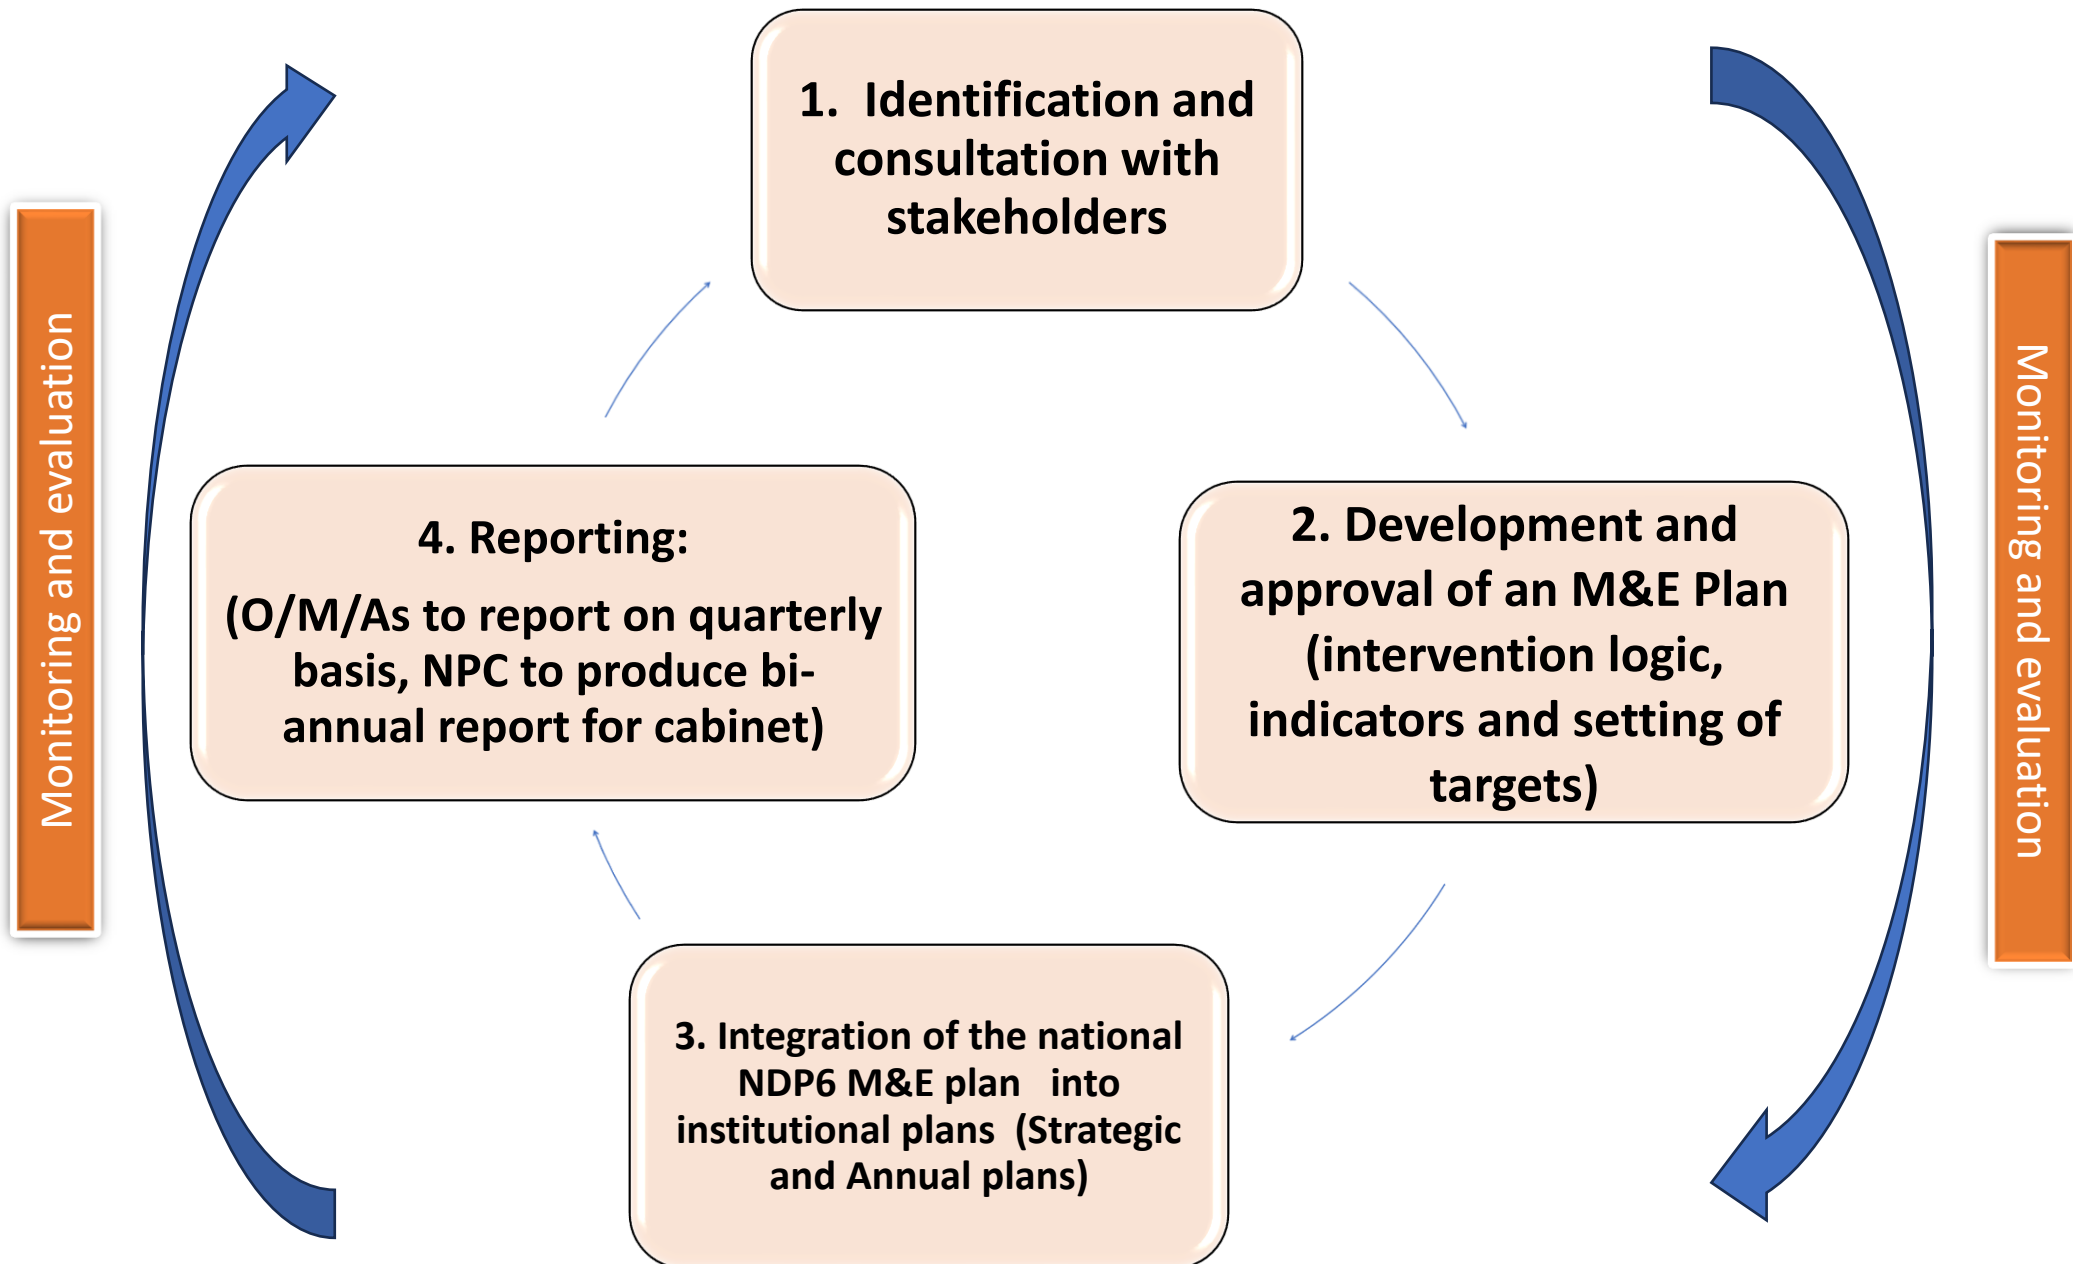 1. Identification and
consultation with
stakeholders
2. Development and
approval of an M&E Plan
(intervention logic,
indicators and setting of
targets)
3. Integration of the national
NDP6 M&E plan into
institutional plans (Strategic
and Annual plans)
4. Reporting:
(O/M/As to report on quarterly
basis, NPC to produce bi-
annual report for cabinet)
Monitoring and evaluation
Monitoring and evaluation